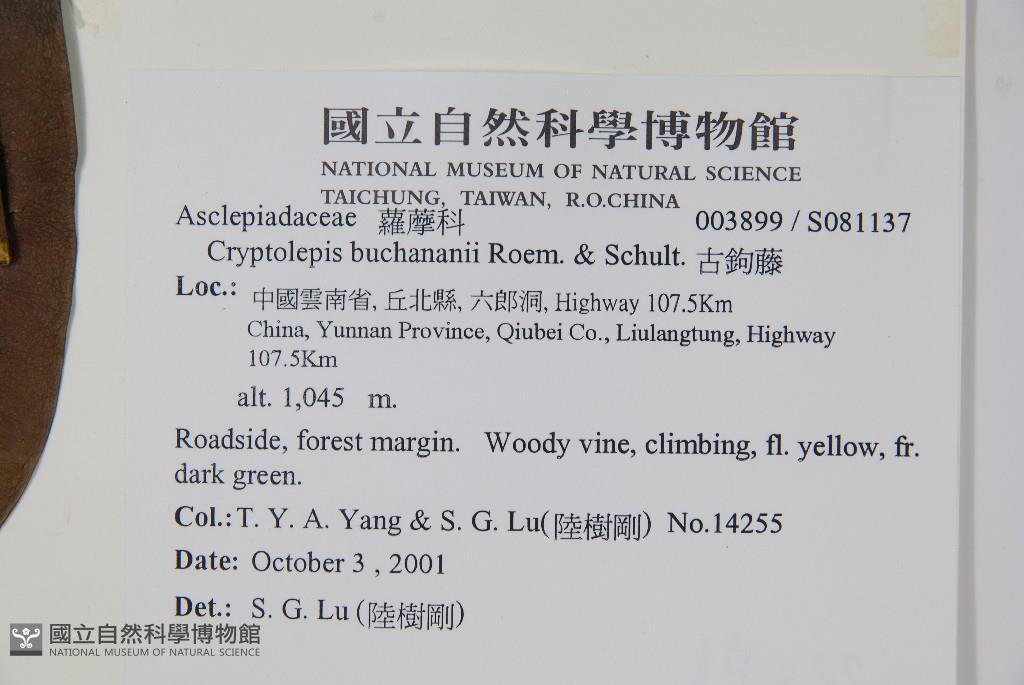 國立自然科學博物館
NATIONAL MUSEUM OF NATURAL SCIENCE
TAICHUNG, TAIWAN, R.O.CHINA
Asclepiadaceae 蘿藦科 003899 / S081137
Cryptolepis buchananii Roem. & Schult. 古鉤藤
Loc.: 中國雲南省, 丘北縣, 六郎洞, Highway 107.5Km
China, Yunnan Province, Qiubei Co., Liulangtung, Highway
107.5Km
alt. 1,045 m.
Roadside, forest margin. Woody vine, climbing, fl. yellow, fr.
dark green.
Col.: T. Y. A. Yang & S. G. Lu(陸樹剛) No.14255
Date: October 3 , 2001
Det.: S. G. Lu (陸樹剛)
國立自然科學博物館
NATIONAL MUSEUM OF NATURAL SCIENCE